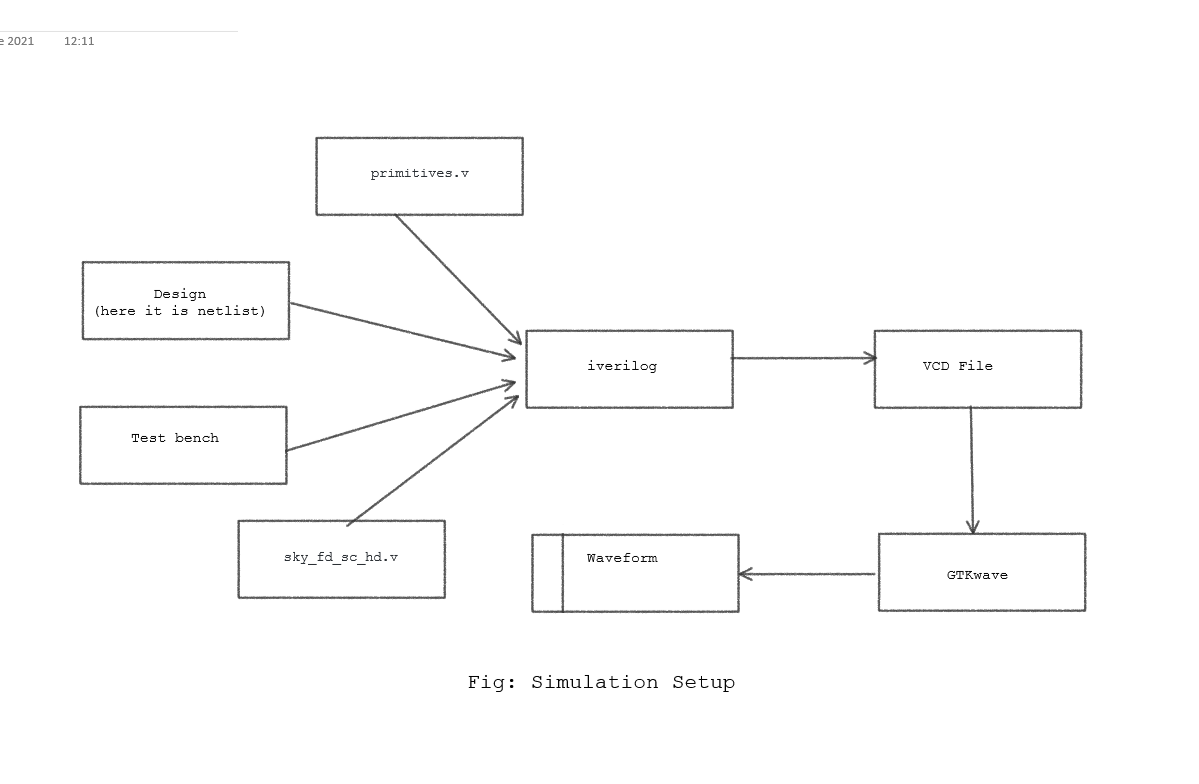 2021 12:11
primitives.v
Design
(here it is netlist)
iverilog
VCD File
Test bench
sky_fd_sc_hd.v
Waveform
GTKwave
Fig: Simulation Setup